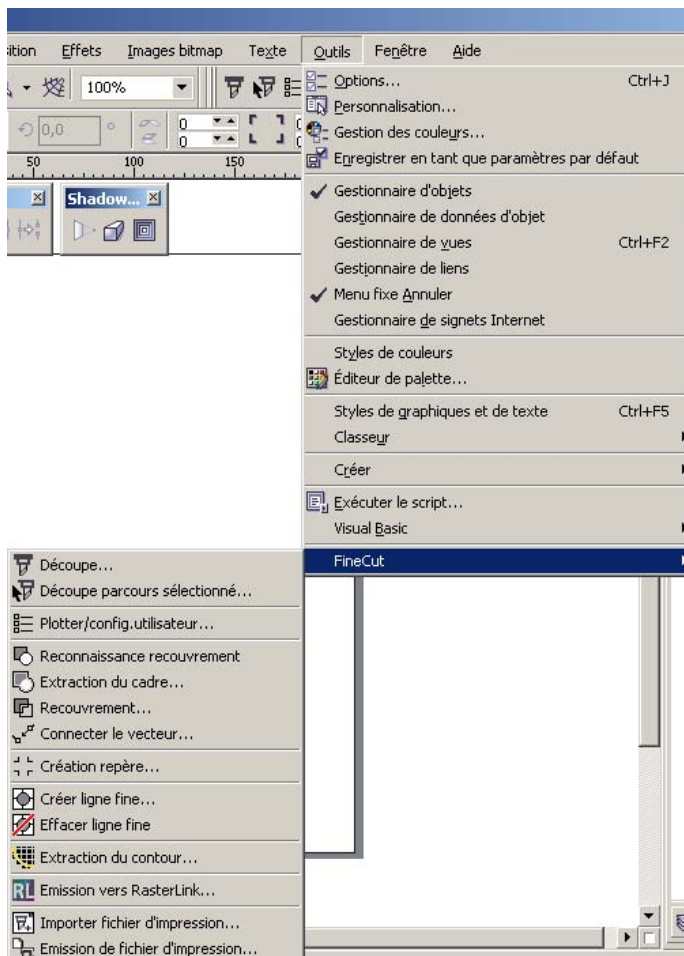 ition Effets Images bitmap Texte Outils Fenêtre Aide
100%
0,0 ° 0
0
50 100 150
Shadow...
Options... Ctrl+J
Personnalisation...
Gestion des couleurs...
Enregistrer en tant que paramètres par défaut
Gestionnaire d'objets
Gestionnaire de données d'objet
Gestionnaire de vues Ctrl+F2
Gestionnaire de liens
Menu fixe Annuler
Gestionnaire de signets Internet
Styles de couleurs
Éditeur de palette...
Styles de graphiques et de texte Ctrl+F5
Classeur
Créer
Exécuter le script...
Visual Basic
FineCut
Découpe...
Découpe parcours sélectionné...
Plotter/config.utilisateur...
Reconnaissance recouvrement
Extraction du cadre...
Recouvrement...
Connecter le vecteur...
Création repère...
Créer ligne fine...
Effacer ligne fine
Extraction du contour...
RL Emission vers RasterLink...
Importer fichier d'impression...
Emission de fichier d'impression...